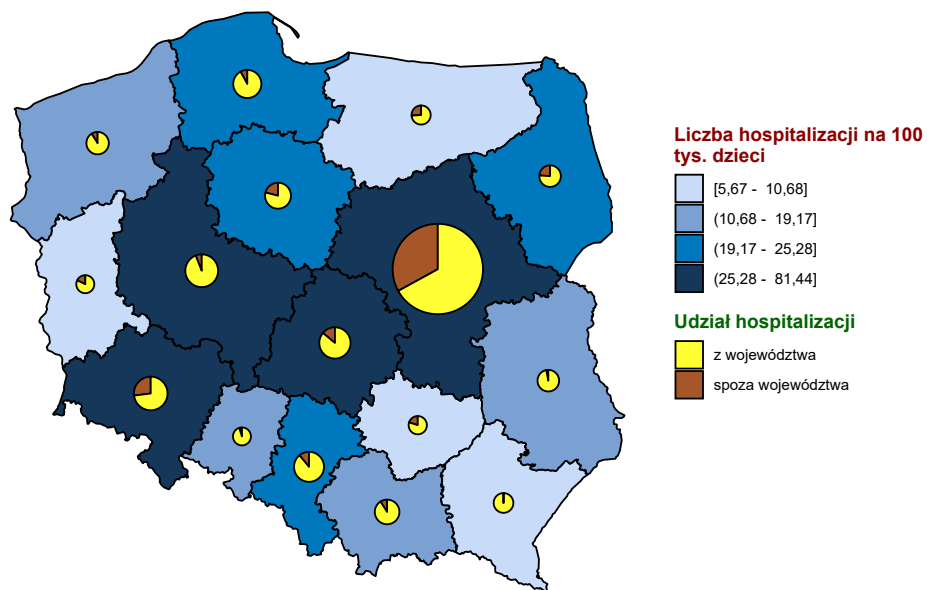 Liczba hospitalizacji na 100
tys. dzieci
[5,67 - 10,68]
(10,68 - 19,17]
(19,17 - 25,28]
(25,28 - 81,44]
Udział hospitalizacji
z województwa
spoza województwa